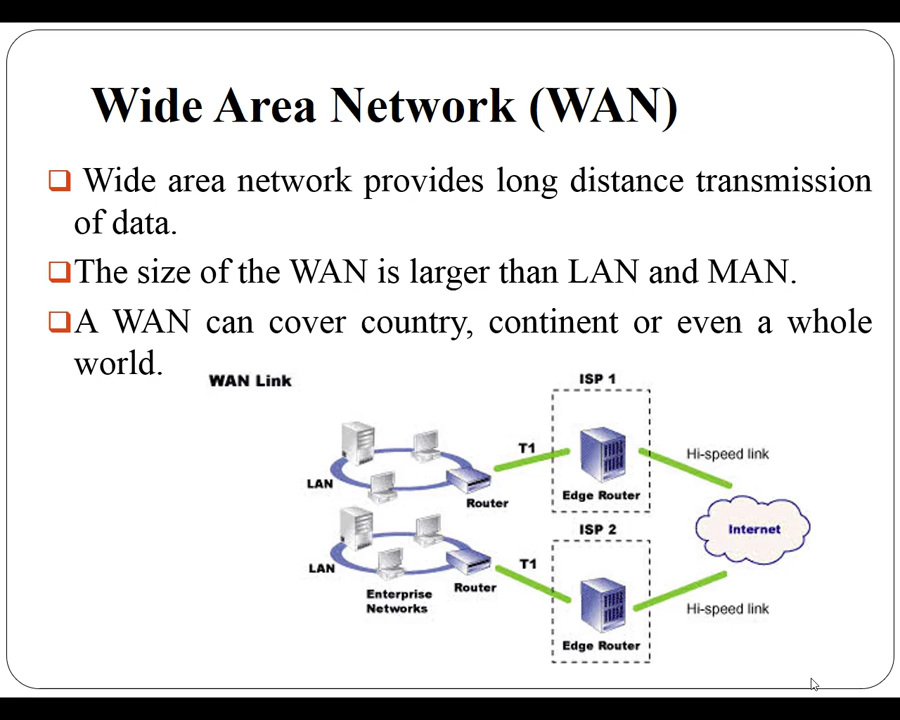 Wide Area Network (WAN)
Wide area network provides long distance transmission
of data.
The size of the WAN is larger than LAN and MAN.
A WAN can cover country, continent or even a whole
world.
WAN Link
ISP 1
T1
Hi-speed link
LAN
Router
Edge Router
ISP 2
Internet
LAN
T1
Router
Enterprise
Networks
Hi-speed link
Edge Router